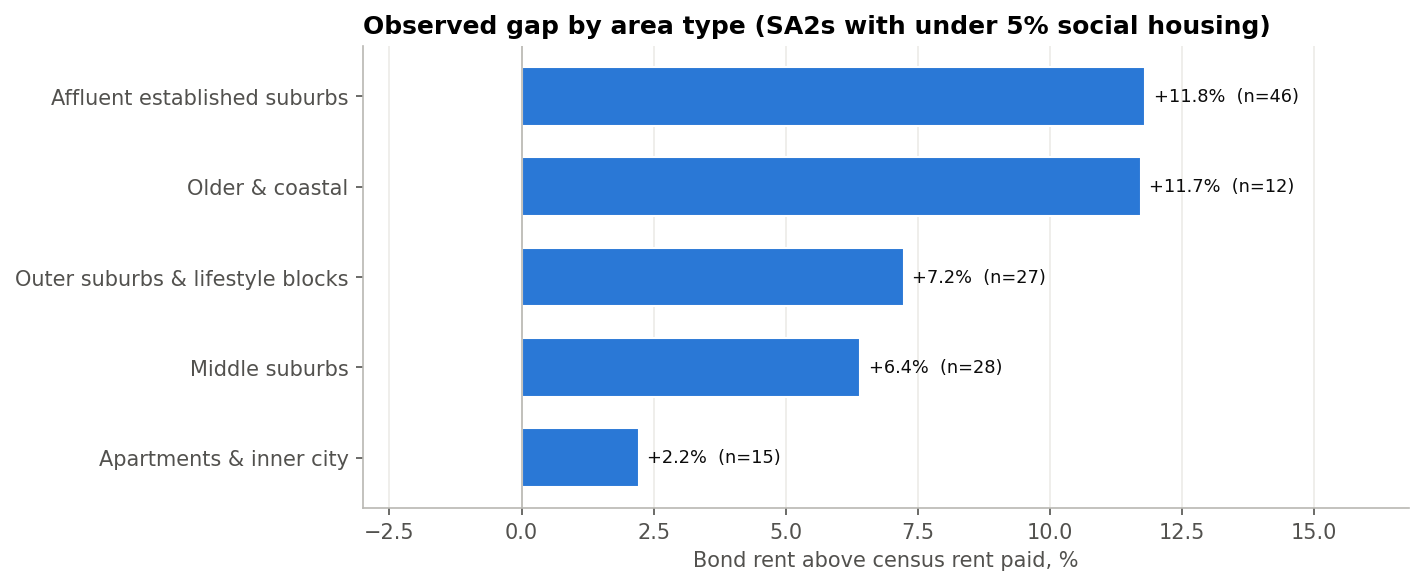 Observed gap by area type (SA2s with under 5% social housing)
Affluent established suburbs
+11.8%  (n=46)
Older & coastal
+11.7%  (n=12)
Outer suburbs & lifestyle blocks
+7.2%  (n=27)
Middle suburbs
+6.4%  (n=28)
Apartments & inner city
+2.2%  (n=15)
−2.5 0.0 2.5 5.0 7.5 10.0 12.5 15.0
Bond rent above census rent paid, %